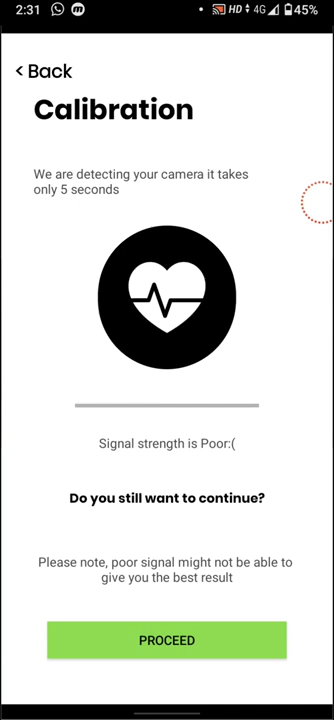 2:31 HD 4G 45%
< Back
Calibration
We are detecting your camera it takes
only 5 seconds
Signal strength is Poor:(
Do you still want to continue?
Please note, poor signal might not be able to
give you the best result
PROCEED